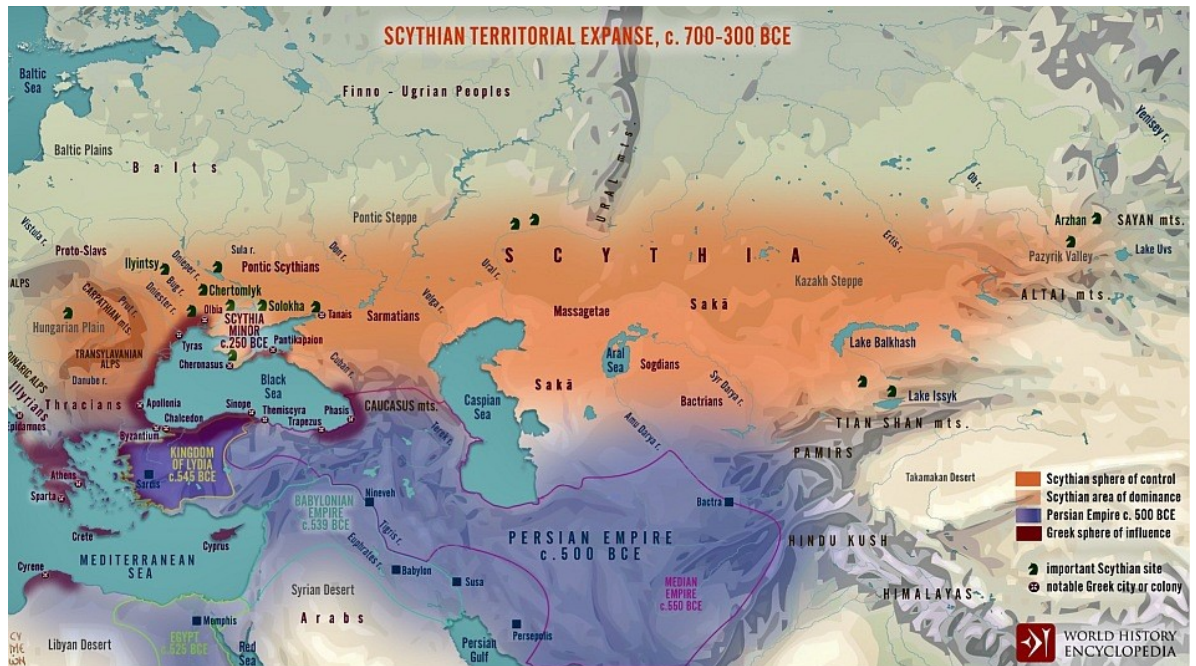 SCYTHIAN TERRITORIAL EXPANSE, c. 700-300 BCE
Baltic
Sea
Finno - Ugrian Peoples
Yenisey r.
URAL mts.
Baltic Plains
Balts
Ob r.
Vistula r.
Pontic Steppe
Arzhan
SAYAN mts.
Proto-Slavs
Sula r.
Don r.
Ertis r.
SCYTHIA
Pazyrik Valley
Lake Uvs
Ilyintsy
Dnieper r.
Pontic Scythians
Ural r.
ALPS
Bug r.
Kazakh Steppe
CARPATHIAN mts.
Prut r.
Dniester r.
Chertomlyk
Volga r.
ALTAI mts.
Olbia
Solokha
Tanais
Sarmatians
Massagetae
Sakā
Hungarian Plain
SCYTHIA
MINOR
c.250 BCE
Tyras
Pantikapaion
Lake Balkhash
TRANSYLAVANIAN
ALPS
Chersonasus
Cuban r.
Aral
Sea
Sogdians
DINARIC ALPS
Danube r.
Black
Sea
Sakā
Syr Darya r.
Illyrians
Thracians
Apollonia
Sinope
Themiscyra
Phasis
CAUCASUS mts.
Caspian
Sea
Bactrians
Lake Issyk
Chalcedon
Trapezus
Amu Darya r.
TIAN SHAN mts.
Epidamnos
Byzantium
Terek r.
KINGDOM
OF LYDIA
c.545 BCE
PAMIRS
Athens
Sardis
Takamakan Desert
Sparta
BABYLONIAN
EMPIRE
c.539 BCE
Nineveh
Bactra
Tigris r.
PERSIAN EMPIRE
c. 500 BCE
HINDU KUSH
Crete
Cyprus
Euphrates r.
MEDITERRANEAN
SEA
Cyrene
Babylon
Susa
MEDIAN
EMPIRE
c.550 BCE
Syrian Desert
HIMALAYAS
Arabs
Memphis
Persepolis
EGYPT
c.525 BCE
Libyan Desert
Red
Sea
Persian
Gulf
Scythian sphere of control
Scythian area of dominance
Persian Empire c. 500 BCE
Greek sphere of influence
important Scythian site
notable Greek city or colony
WORLD HISTORY
ENCYCLOPEDIA